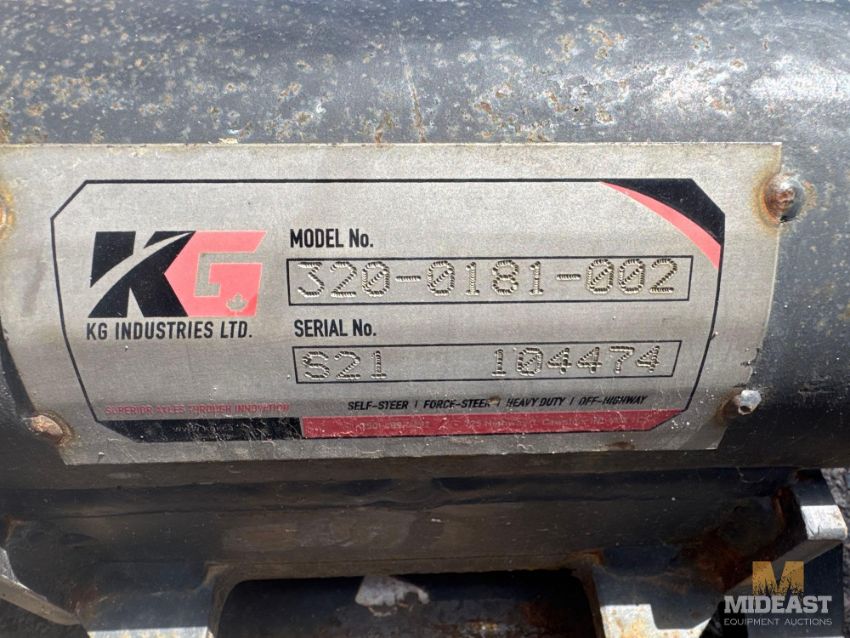 KG
MODEL No.
320-0181-002
KG INDUSTRIES LTD.
SERIAL No.
S21 104474
SUPERIOR AXLES THROUGH INNOVATION
SELF-STEER | FORCE-STEER | HEAVY DUTY | OFF-HIGHWAY
M
MIDEAST
EQUIPMENT AUCTIONS